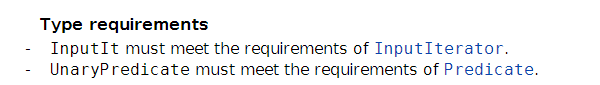 Type requirements
- InputIt must meet the requirements of InputIterator.
- UnaryPredicate must meet the requirements of Predicate.